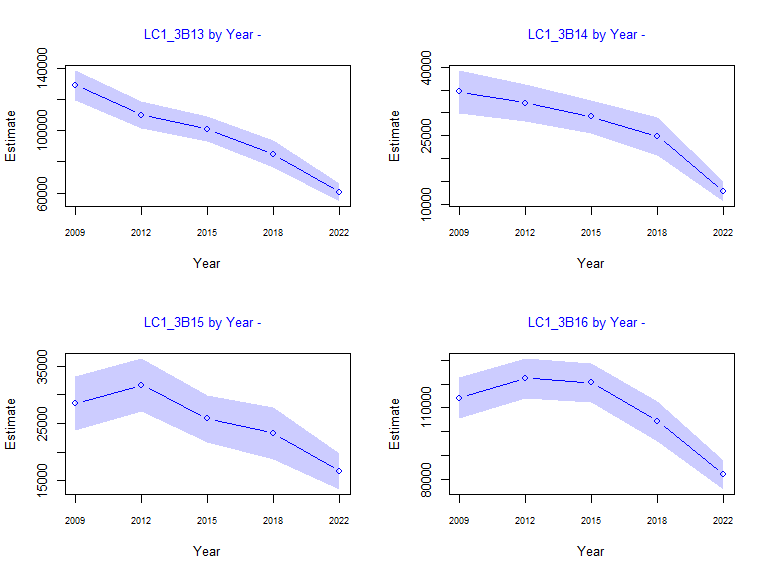 LC1_3B13 by Year -
Estimate
60000
100000
140000
2009
2012
2015
2018
2022
Year
LC1_3B14 by Year -
Estimate
10000
25000
40000
2009
2012
2015
2018
2022
Year
LC1_3B15 by Year -
Estimate
15000
25000
35000
2009
2012
2015
2018
2022
Year
LC1_3B16 by Year -
Estimate
80000
110000
2009
2012
2015
2018
2022
Year